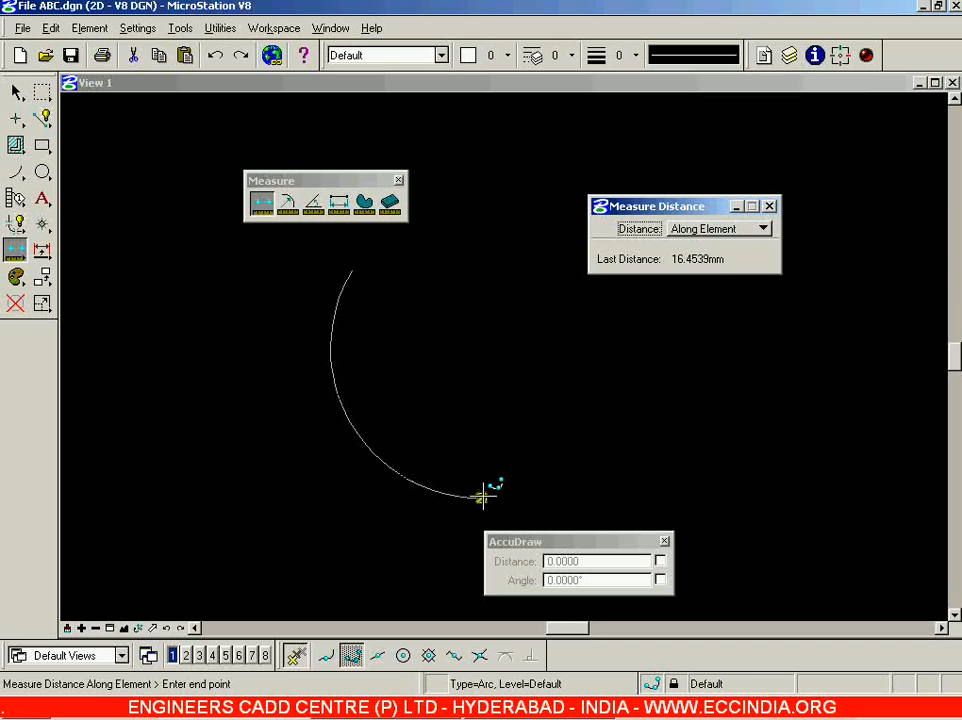 File ABC.dgn (2D - V8 DGN) - MicroStation V8
File Edit Element Settings Tools Utilities Workspace Window Help
Default 0 0 0
View 1
Measure
Measure Distance
Distance: Along Element
Last Distance: 16.4539mm
AccuDraw
Distance: 0.0000
Angle: 0.0000°
Default Views 1 2 3 4 5 6 7 8
Measure Distance Along Element > Enter end point Type=Arc, Level=Default Default
. ENGINEERS CADD CENTRE (P) LTD - HYDERABAD - INDIA - WWW.ECCINDIA.ORG